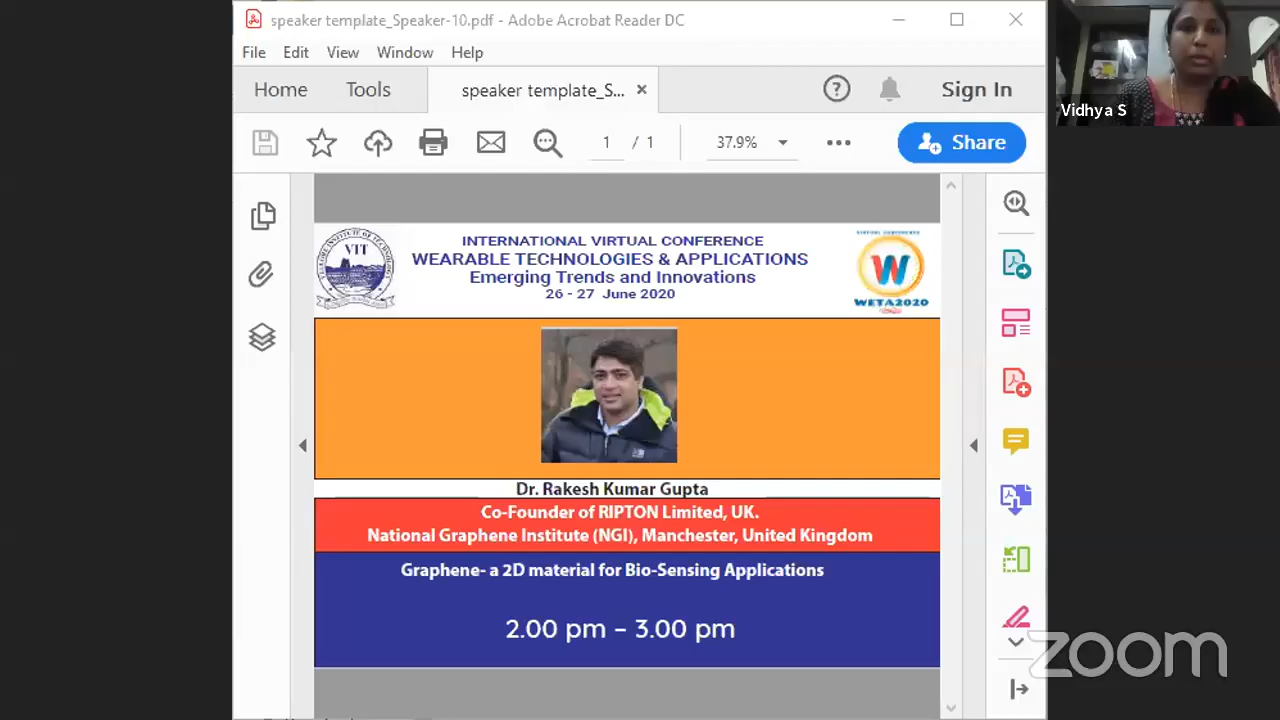 speaker template_Speaker-10.pdf - Adobe Acrobat Reader DC
File Edit View Window Help
Home Tools speaker template_S... Sign In
1 / 1 37.9% Share
Vidhya S
VIT
INTERNATIONAL VIRTUAL CONFERENCE
WEARABLE TECHNOLOGIES & APPLICATIONS
Emerging Trends and Innovations
26 - 27 June 2020
VIRTUAL CONFERENCE
W
WETA2020
Dr. Rakesh Kumar Gupta
Co-Founder of RIPTON Limited, UK.
National Graphene Institute (NGI), Manchester, United Kingdom
Graphene- a 2D material for Bio-Sensing Applications
2.00 pm – 3.00 pm
zoom